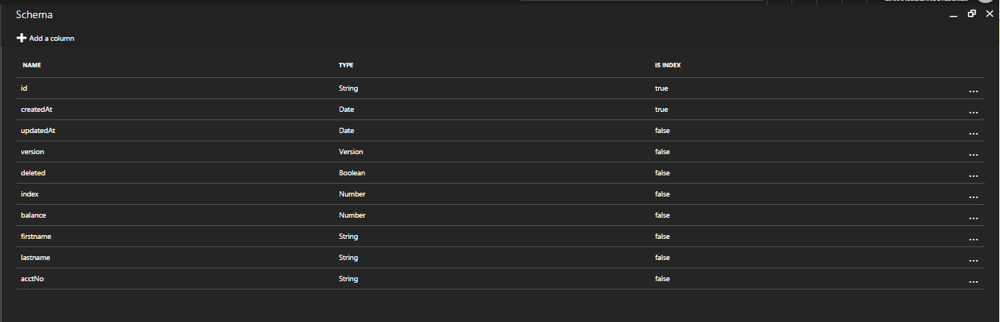 Schema
Add a column
NAME TYPE IS INDEX
id String true ...
createdAt Date true ...
updatedAt Date false ...
version Version false ...
deleted Boolean false ...
index Number false ...
balance Number false ...
firstname String false ...
lastname String false ...
acctNo String false ...